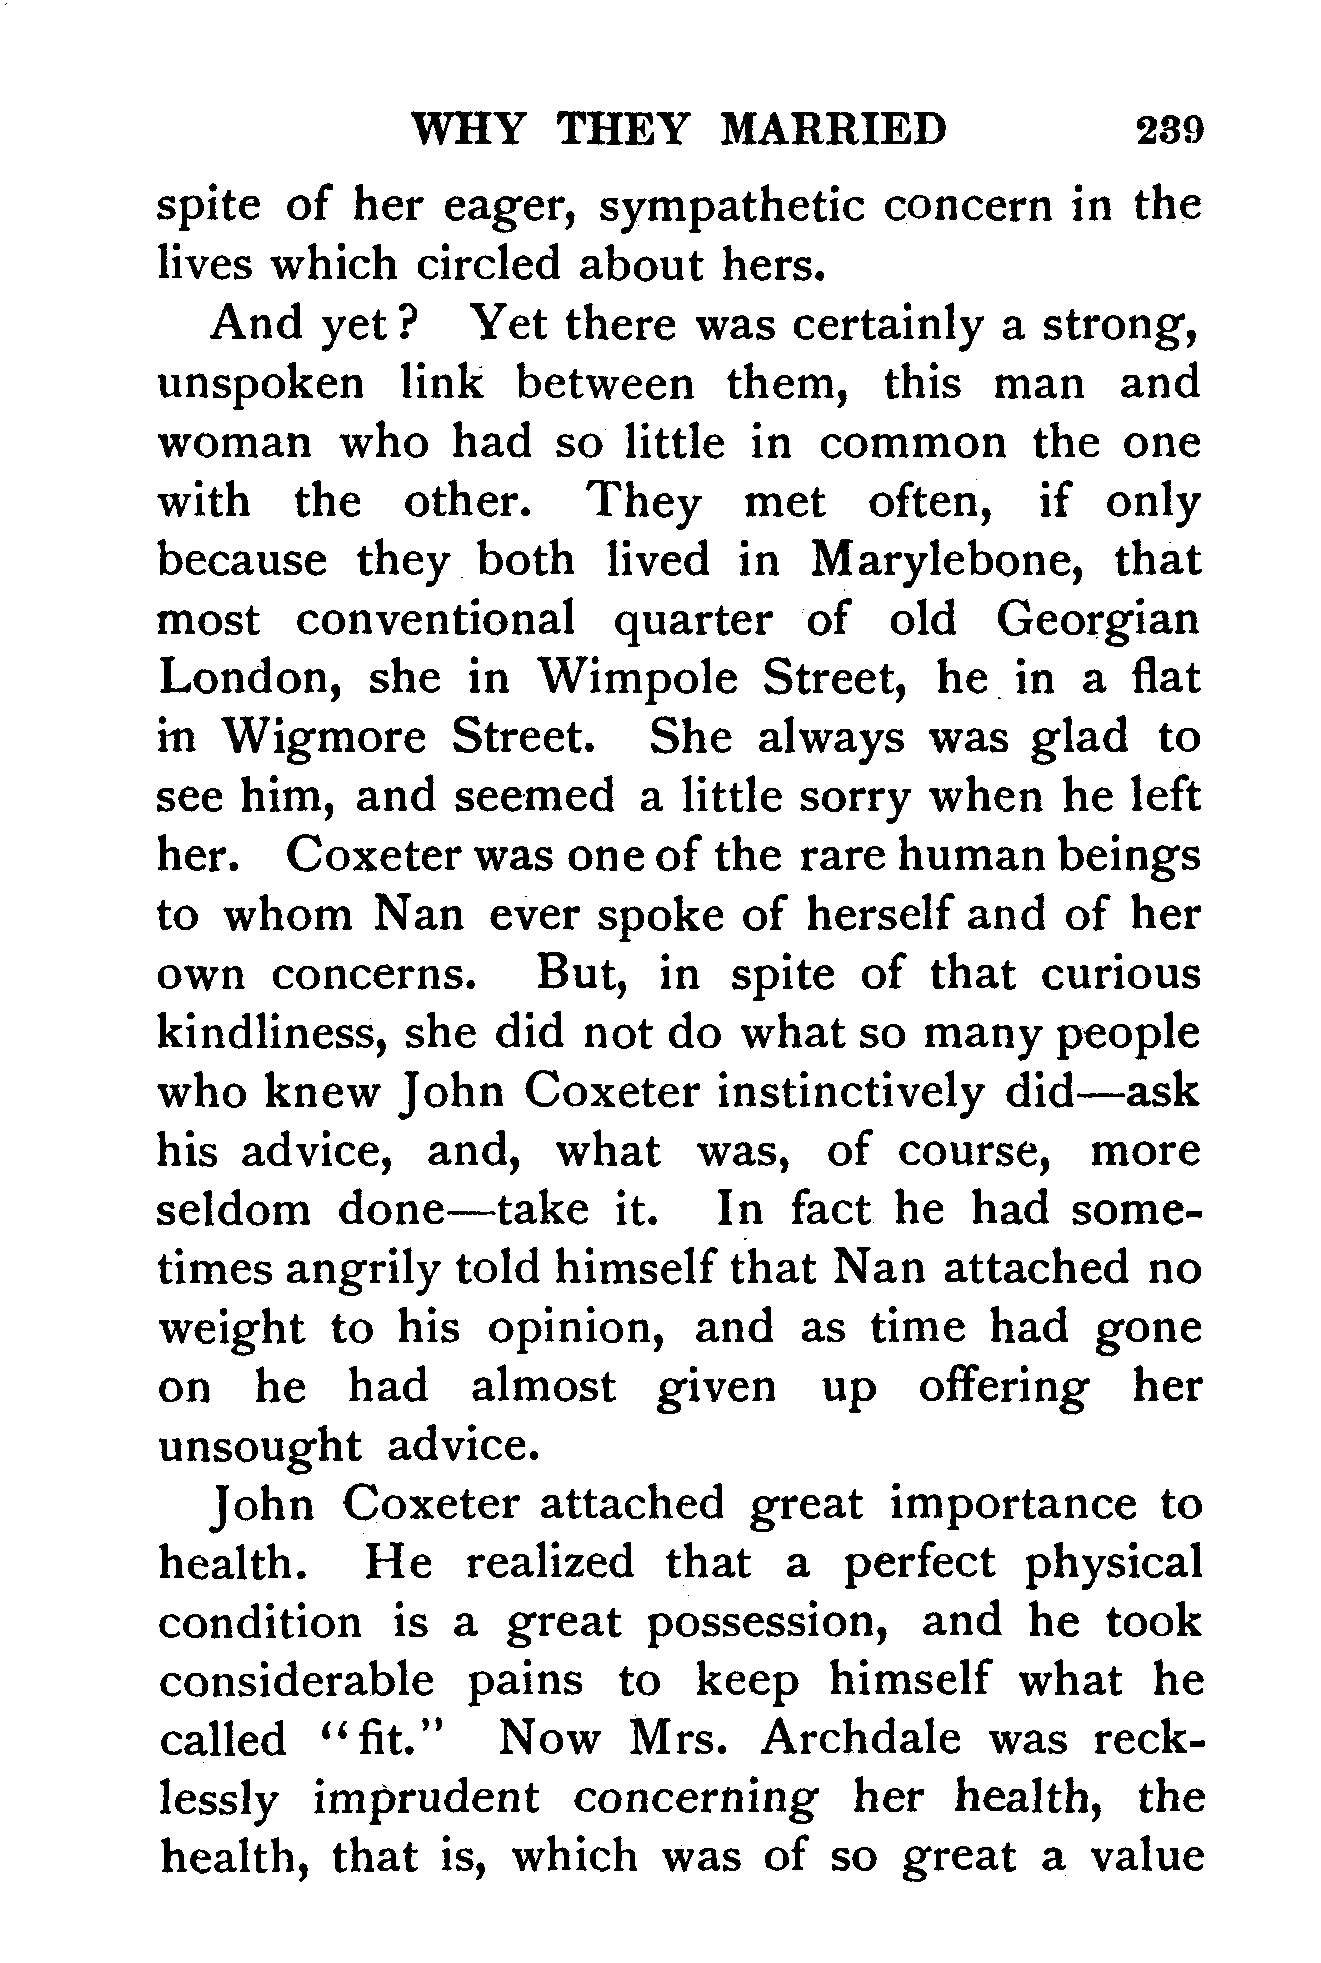 WHY THEY MARRIED 239
spite of her eager, sympathetic concern in the
lives which circled about hers.
And yet? Yet there was certainly a strong,
unspoken link between them, this man and
woman who had so little in common the one
with the other. They met often, if only
because they both lived in Marylebone, that
most conventional quarter of old Georgian
London, she in Wimpole Street, he in a flat
in Wigmore Street. She always was glad to
see him, and seemed a little sorry when he left
her. Coxeter was one of the rare human beings
to whom Nan ever spoke of herself and of her
own concerns. But, in spite of that curious
kindliness, she did not do what so many people
who knew John Coxeter instinctively did—ask
his advice, and, what was, of course, more
seldom done—take it. In fact he had some-
times angrily told himself that Nan attached no
weight to his opinion, and as time had gone
on he had almost given up offering her
unsought advice.
John Coxeter attached great importance to
health. He realized that a perfect physical
condition is a great possession, and he took
considerable pains to keep himself what he
called “fit.” Now Mrs. Archdale was reck-
lessly imprudent concerning her health, the
health, that is, which was of so great a value